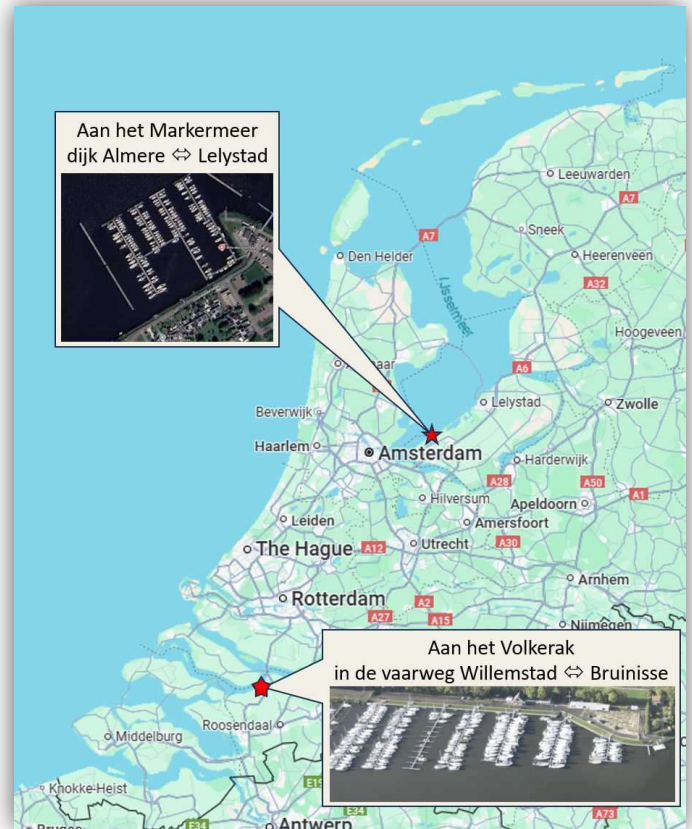 Aan het Markermeer
dijk Almere ⇔ Lelystad
Leeuwarden
A7
Sneek
A7
Den Helder
Heerenveen
A32
IJsselmeer
Hoogeveen
A6
Lelystad
Zwolle
Beverwijk
Haarlem
Amsterdam
Harderwijk
A28
A50
A1
Hilversum
Apeldoorn
Leiden
Amersfoort
The Hague
A12
Utrecht
A30
Arnhem
Rotterdam
A2
A27
A15
Nijmegen
Aan het Volkerak
in de vaarweg Willemstad ⇔ Bruinisse
Roosendaal
Middelburg
Knokke-Heist
E34
E34
A73
Antwerp